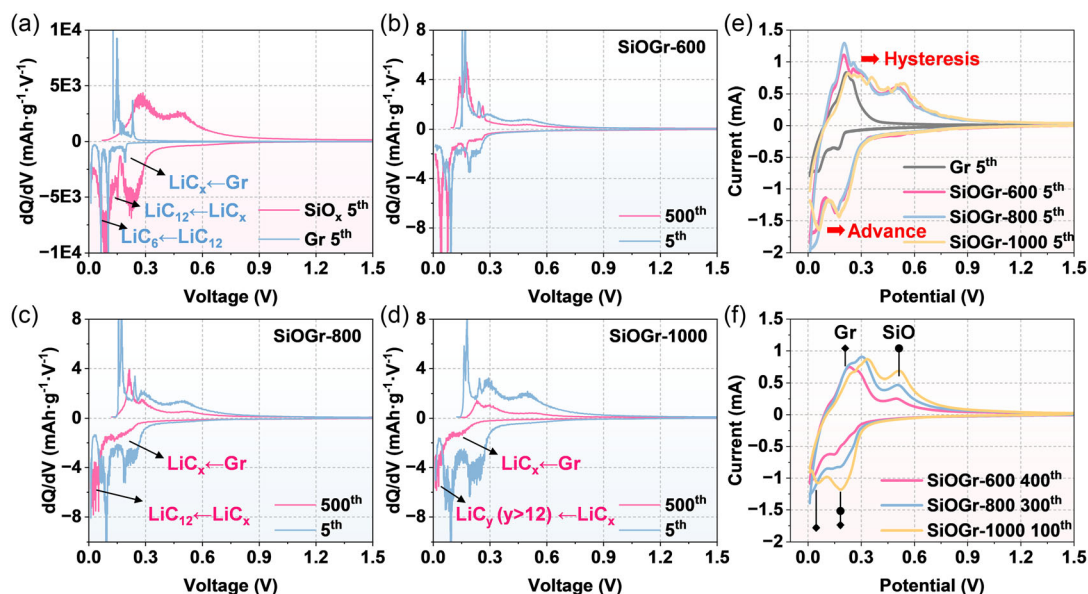 (a)
1E4
5E3
0
-5E3
-1E4
dQ/dV (mAh·g⁻¹·V⁻¹)
LiCₓ←Gr
LiC₁₂←LiCₓ
LiC₆←LiC₁₂
SiOₓ 5ᵗʰ
Gr 5ᵗʰ
0.0 0.3 0.6 0.9 1.2 1.5
Voltage (V)
(b)
SiOGr-600
8
4
0
-4
-8
dQ/dV (mAh·g⁻¹·V⁻¹)
500ᵗʰ
5ᵗʰ
0.0 0.3 0.6 0.9 1.2 1.5
Voltage (V)
(e)
1.5
1
0.5
0
-0.5
-1
-1.5
-2
Current (mA)
Hysteresis
Advance
Gr 5ᵗʰ
SiOGr-600 5ᵗʰ
SiOGr-800 5ᵗʰ
SiOGr-1000 5ᵗʰ
0.0 0.3 0.6 0.9 1.2 1.5
Potential (V)
(c)
SiOGr-800
8
4
0
-4
-8
dQ/dV (mAh·g⁻¹·V⁻¹)
LiCₓ←Gr
LiC₁₂←LiCₓ
500ᵗʰ
5ᵗʰ
0.0 0.3 0.6 0.9 1.2 1.5
Voltage (V)
(d)
SiOGr-1000
8
4
0
-4
-8
dQ/dV (mAh·g⁻¹·V⁻¹)
LiCₓ←Gr
LiCᵧ (y>12) ←LiCₓ
500ᵗʰ
5ᵗʰ
0.0 0.3 0.6 0.9 1.2 1.5
Voltage (V)
(f)
1.5
1
0.5
0
-0.5
-1
-1.5
-2
Current (mA)
Gr SiO
SiOGr-600 400ᵗʰ
SiOGr-800 300ᵗʰ
SiOGr-1000 100ᵗʰ
0.0 0.3 0.6 0.9 1.2 1.5
Potential (V)